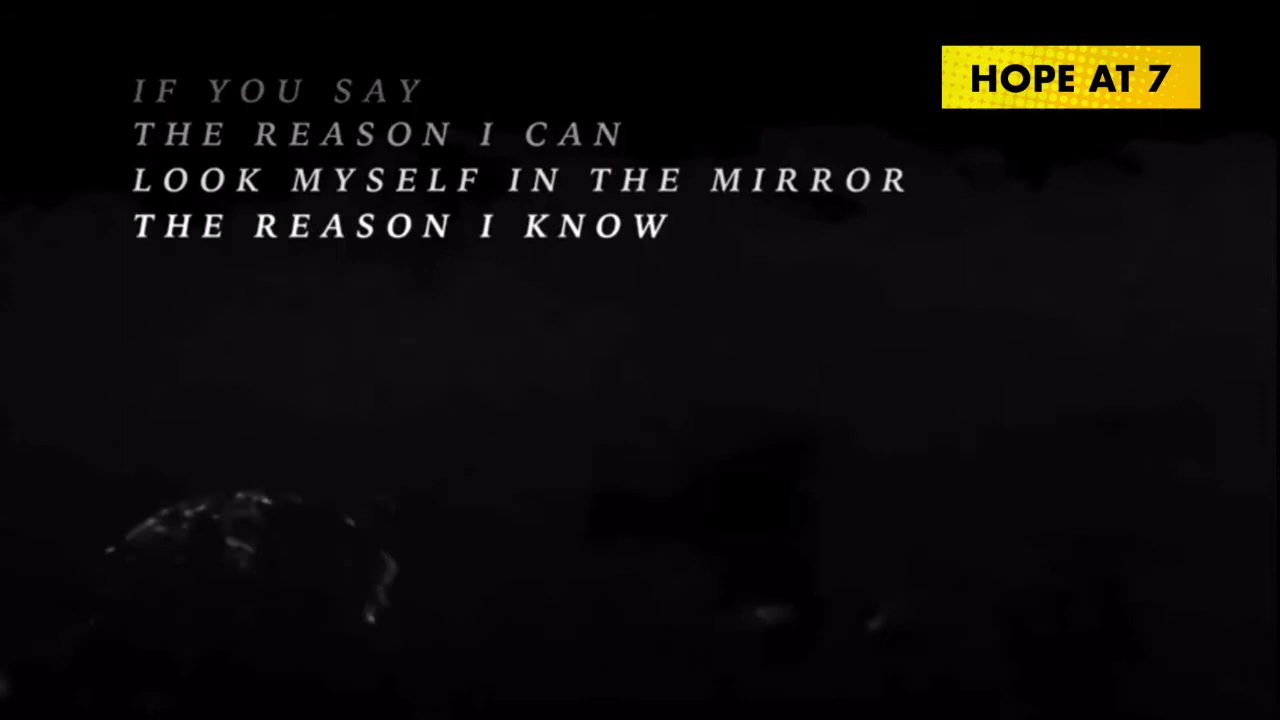 IF YOU SAY
THE REASON I CAN
LOOK MYSELF IN THE MIRROR
THE REASON I KNOW
HOPE AT 7